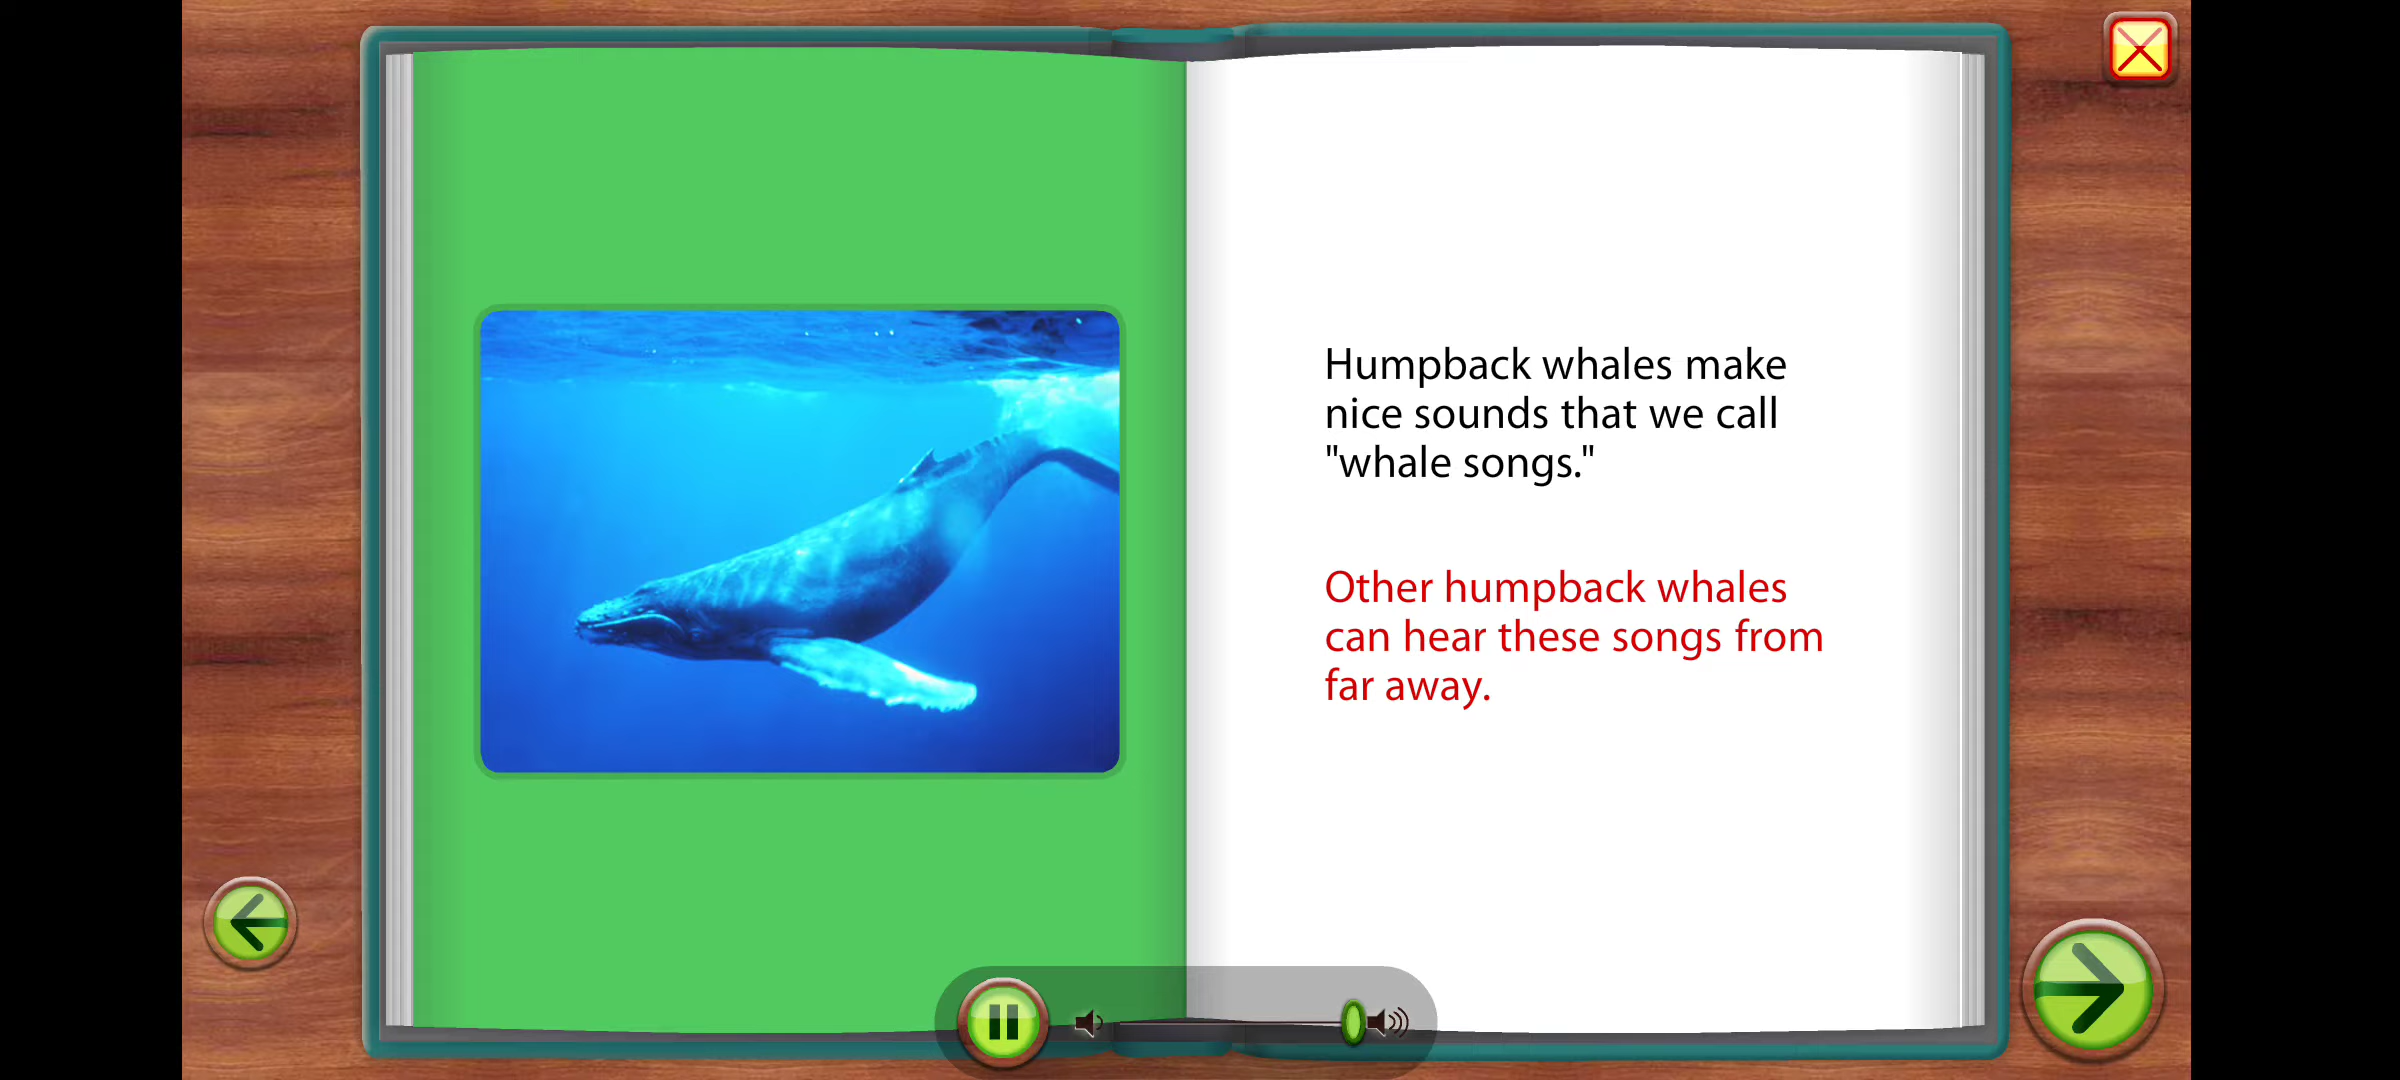 Humpback whales make
nice sounds that we call
"whale songs."
Other humpback whales
can hear these songs from
far away.